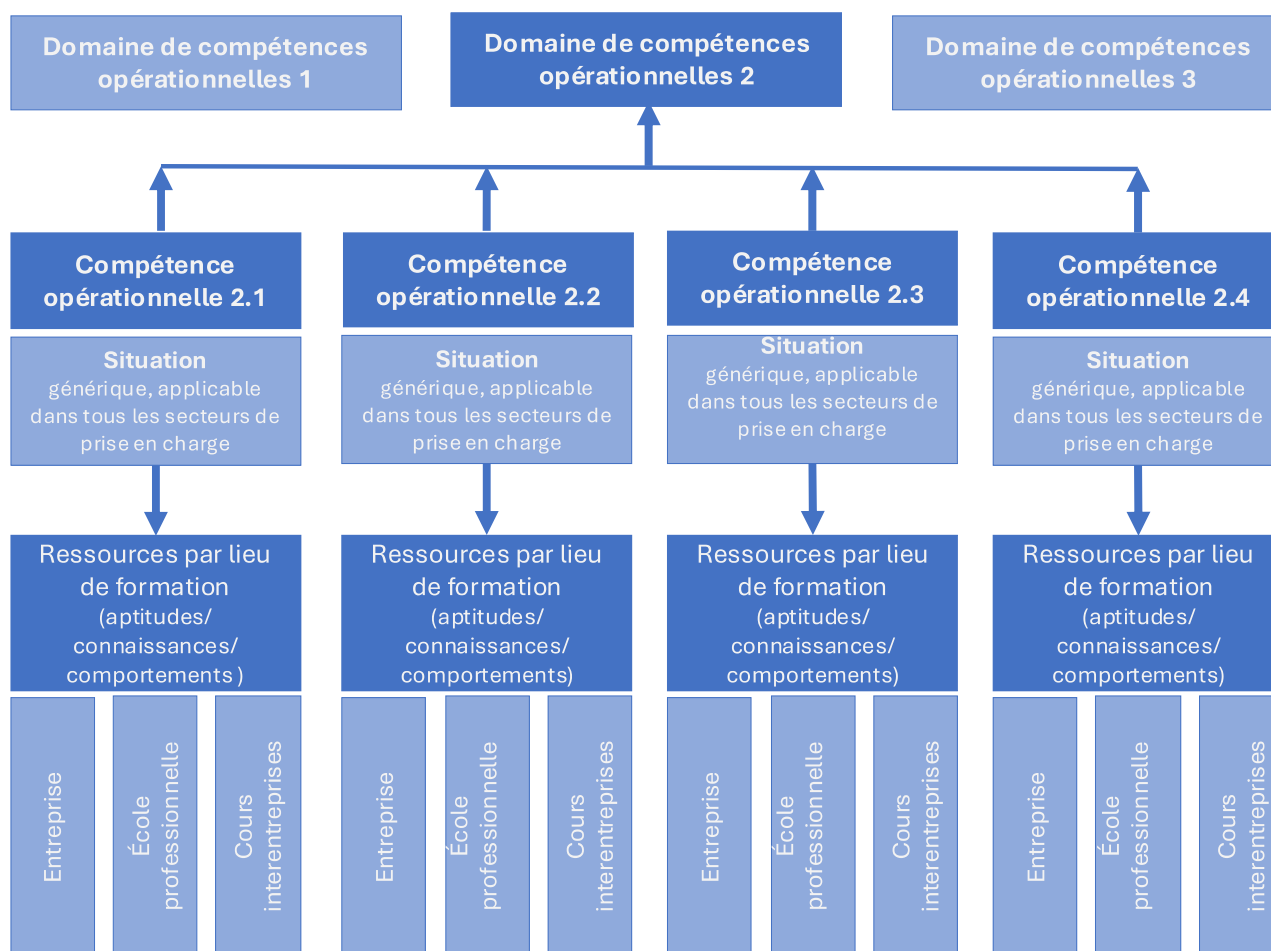 Domaine de compétences
opérationnelles 1
Domaine de compétences
opérationnelles 2
Domaine de compétences
opérationnelles 3
Compétence
opérationnelle 2.1
Compétence
opérationnelle 2.2
Compétence
opérationnelle 2.3
Compétence
opérationnelle 2.4
Situation
générique, applicable
dans tous les secteurs de
prise en charge
Situation
générique, applicable
dans tous les secteurs de
prise en charge
Situation
générique, applicable
dans tous les secteurs de
prise en charge
Situation
générique, applicable
dans tous les secteurs de
prise en charge
Ressources par lieu
de formation
(aptitudes/
connaissances/
comportements )
Ressources par lieu
de formation
(aptitudes/
connaissances/
comportements)
Ressources par lieu
de formation
(aptitudes/
connaissances/
comportements)
Ressources par lieu
de formation
(aptitudes/
connaissances/
comportements)
Entreprise
École
professionnelle
Cours
interentreprises
Entreprise
École
professionnelle
Cours
interentreprises
Entreprise
École
professionnelle
Cours
interentreprises
Entreprise
École
professionnelle
Cours
interentreprises